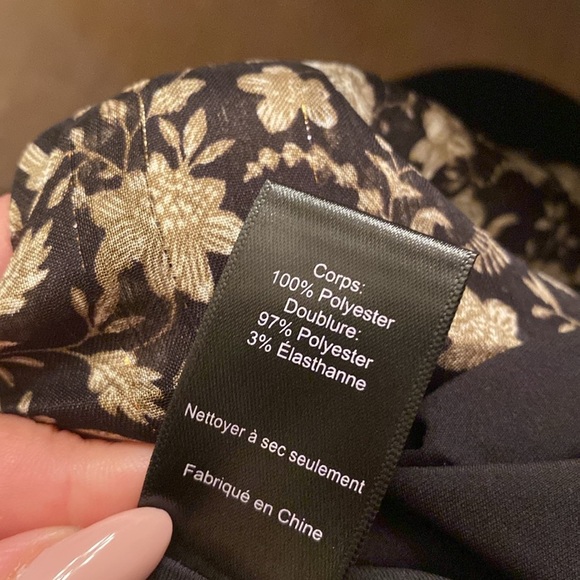 Corps:
100% Polyester
Doublure:
97% Polyester
3% Élasthanne
Nettoyer à sec seulement
Fabriqué en Chine